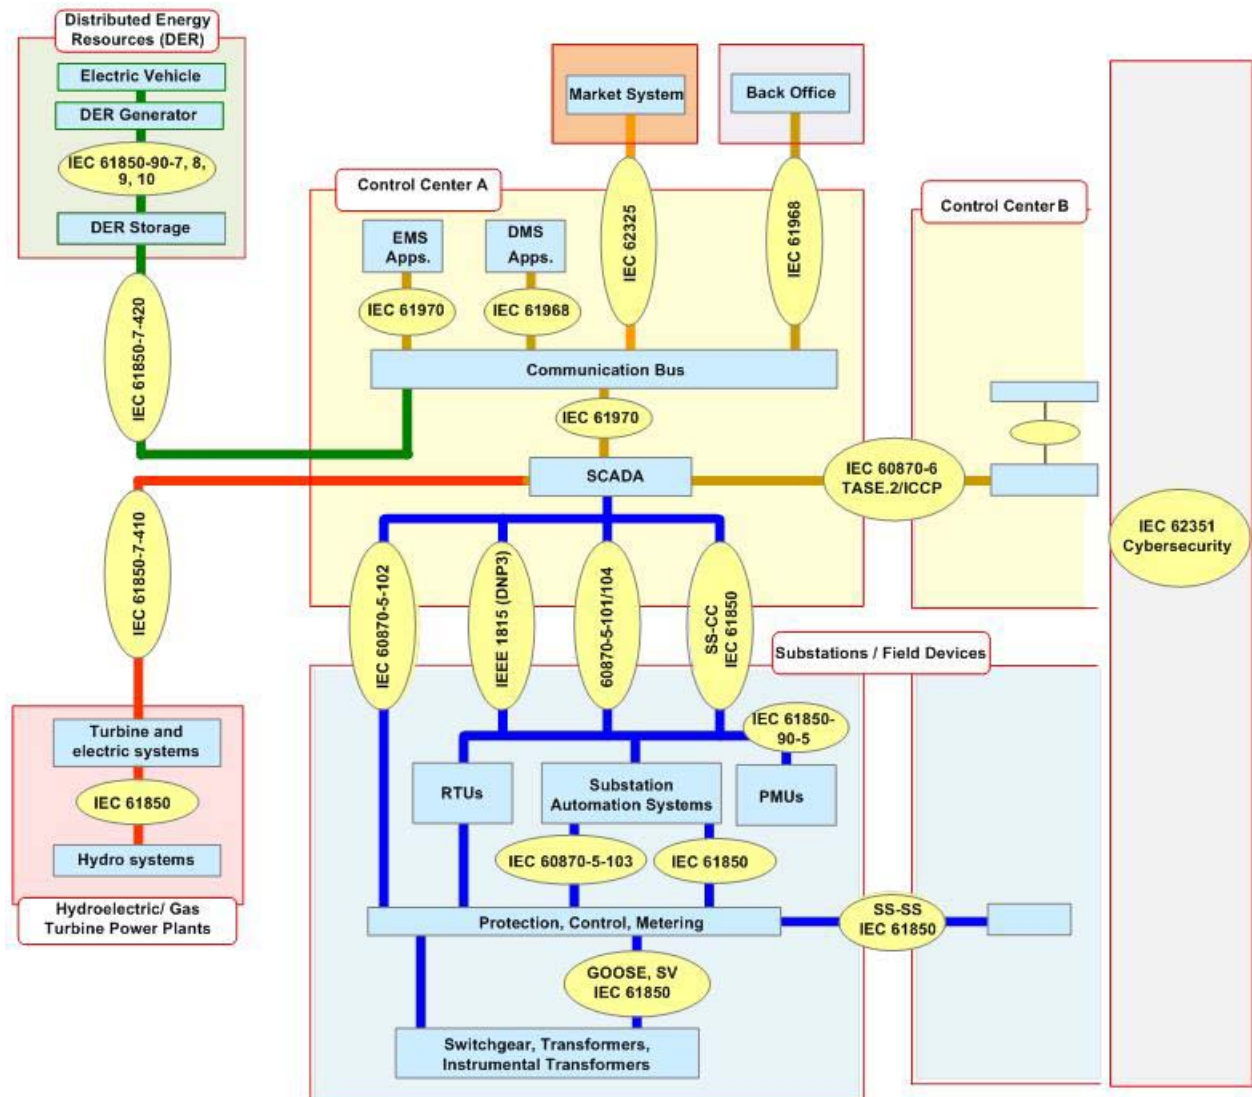 Distributed Energy
Resources (DER)
Electric Vehicle
DER Generator
IEC 61850-90-7, 8,
9, 10
DER Storage
IEC 61850-7-420
Market System
Back Office
IEC 62325
IEC 61968
Control Center A
EMS
Apps.
DMS
Apps.
IEC 61970
IEC 61968
Communication Bus
IEC 61970
SCADA
Control Center B
IEC 60870-6
TASE.2/ICCP
IEC 62351
Cybersecurity
IEC 61850-7-410
Turbine and
electric systems
IEC 61850
Hydro systems
Hydroelectric/ Gas
Turbine Power Plants
IEC 60870-5-102
IEEE 1815 (DNP3)
60870-5-101/104
SS-CC
IEC 61850
Substations / Field Devices
IEC 61850-
90-5
RTUs
Substation
Automation Systems
PMUs
IEC 60870-5-103
IEC 61850
Protection, Control, Metering
SS-SS
IEC 61850
GOOSE, SV
IEC 61850
Switchgear, Transformers,
Instrumental Transformers